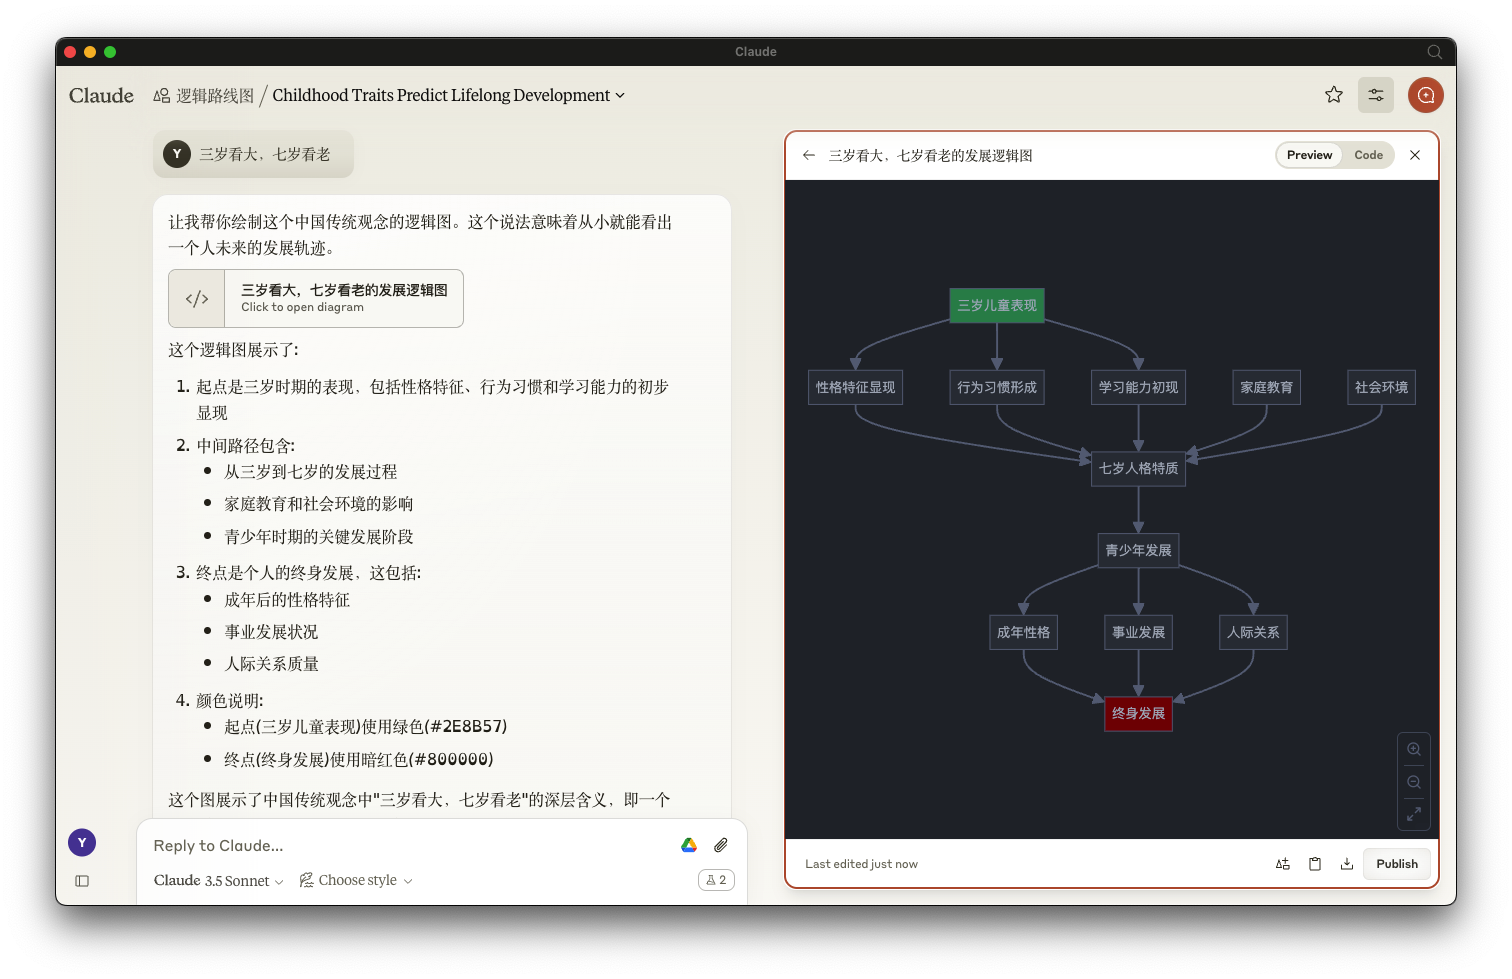 Claude
Claude
逻辑路线图 / Childhood Traits Predict Lifelong Development
Y
三岁看大，七岁看老
让我帮你绘制这个中国传统观念的逻辑图。这个说法意味着从小就能看出
一个人未来的发展轨迹。
</>
三岁看大，七岁看老的发展逻辑图
Click to open diagram
这个逻辑图展示了:
1. 起点是三岁时期的表现，包括性格特征、行为习惯和学习能力的初步
显现
2. 中间路径包含:
• 从三岁到七岁的发展过程
• 家庭教育和社会环境的影响
• 青少年时期的关键发展阶段
3. 终点是个人的终身发展，这包括:
• 成年后的性格特征
• 事业发展状况
• 人际关系质量
4. 颜色说明:
• 起点(三岁儿童表现)使用绿色(#2E8B57)
• 终点(终身发展)使用暗红色(#800000)
这个图展示了中国传统观念中"三岁看大，七岁看老"的深层含义，即一个
Y
Reply to Claude...
Claude 3.5 Sonnet
Choose style
2
三岁看大，七岁看老的发展逻辑图
Preview
Code
三岁儿童表现
性格特征显现
行为习惯形成
学习能力初现
家庭教育
社会环境
七岁人格特质
青少年发展
成年性格
事业发展
人际关系
终身发展
Last edited just now
Publish